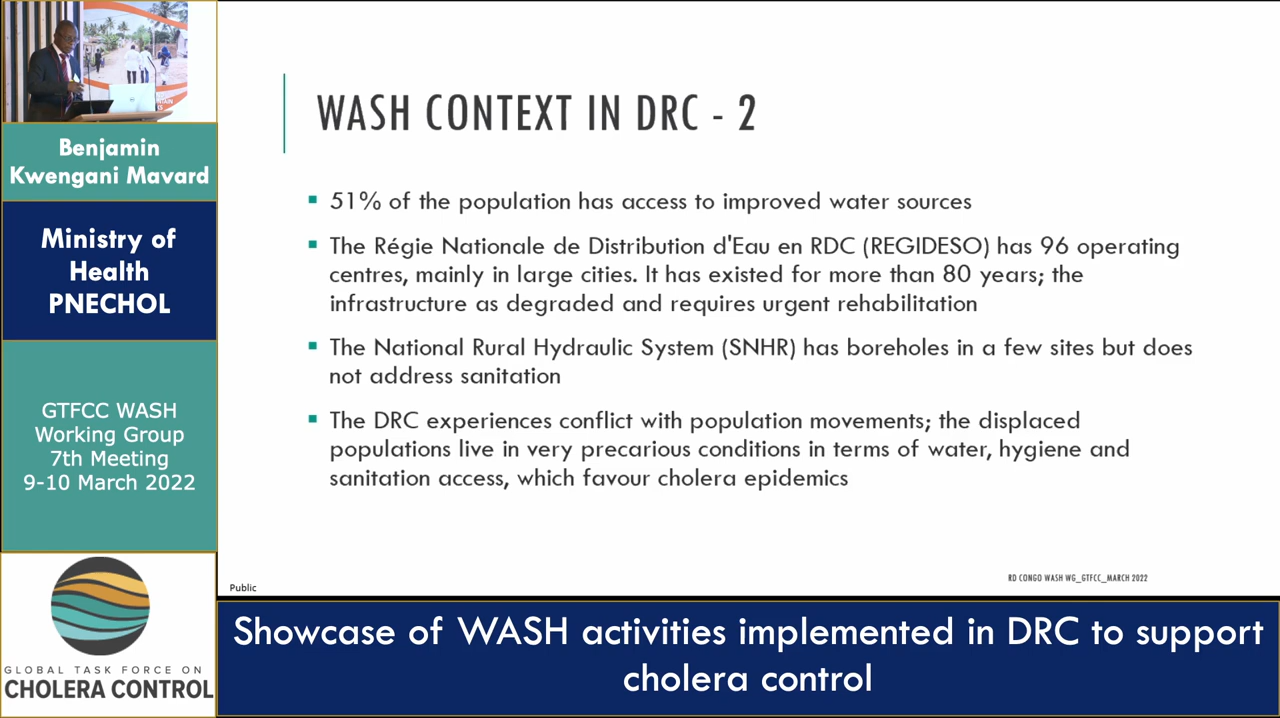 Benjamin
Kwengani Mavard
Ministry of
Health
PNECHOL
GTFCC WASH
Working Group
7th Meeting
9-10 March 2022
GLOBAL TASK FORCE ON
CHOLERA CONTROL
WASH CONTEXT IN DRC - 2
▪ 51% of the population has access to improved water sources
▪ The Régie Nationale de Distribution d'Eau en RDC (REGIDESO) has 96 operating
centres, mainly in large cities. It has existed for more than 80 years; the
infrastructure as degraded and requires urgent rehabilitation
▪ The National Rural Hydraulic System (SNHR) has boreholes in a few sites but does
not address sanitation
▪ The DRC experiences conflict with population movements; the displaced
populations live in very precarious conditions in terms of water, hygiene and
sanitation access, which favour cholera epidemics
Public
RD CONGO WASH WG_GTFCC_MARCH 2022
Showcase of WASH activities implemented in DRC to support
cholera control